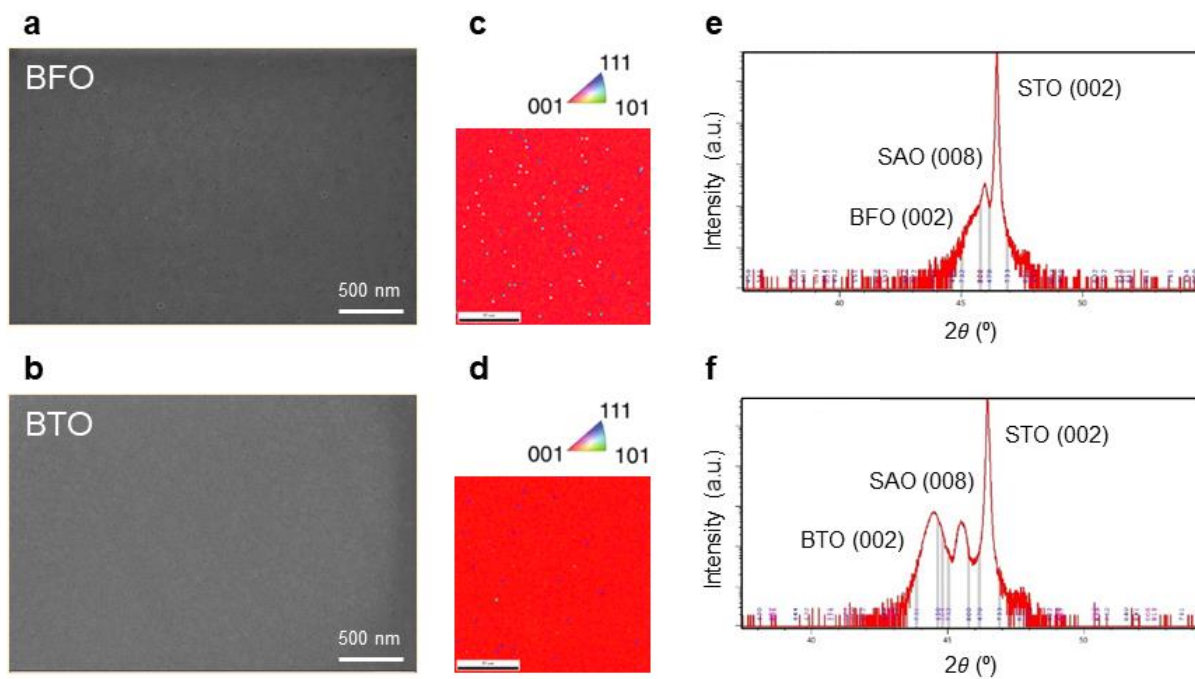 a
BFO
500 nm
c
111
001
101
e
STO (002)
SAO (008)
BFO (002)
Intensity (a.u.)
40
45
50
2θ (º)
b
BTO
500 nm
d
111
001
101
f
STO (002)
SAO (008)
BTO (002)
Intensity (a.u.)
40
45
50
2θ (º)